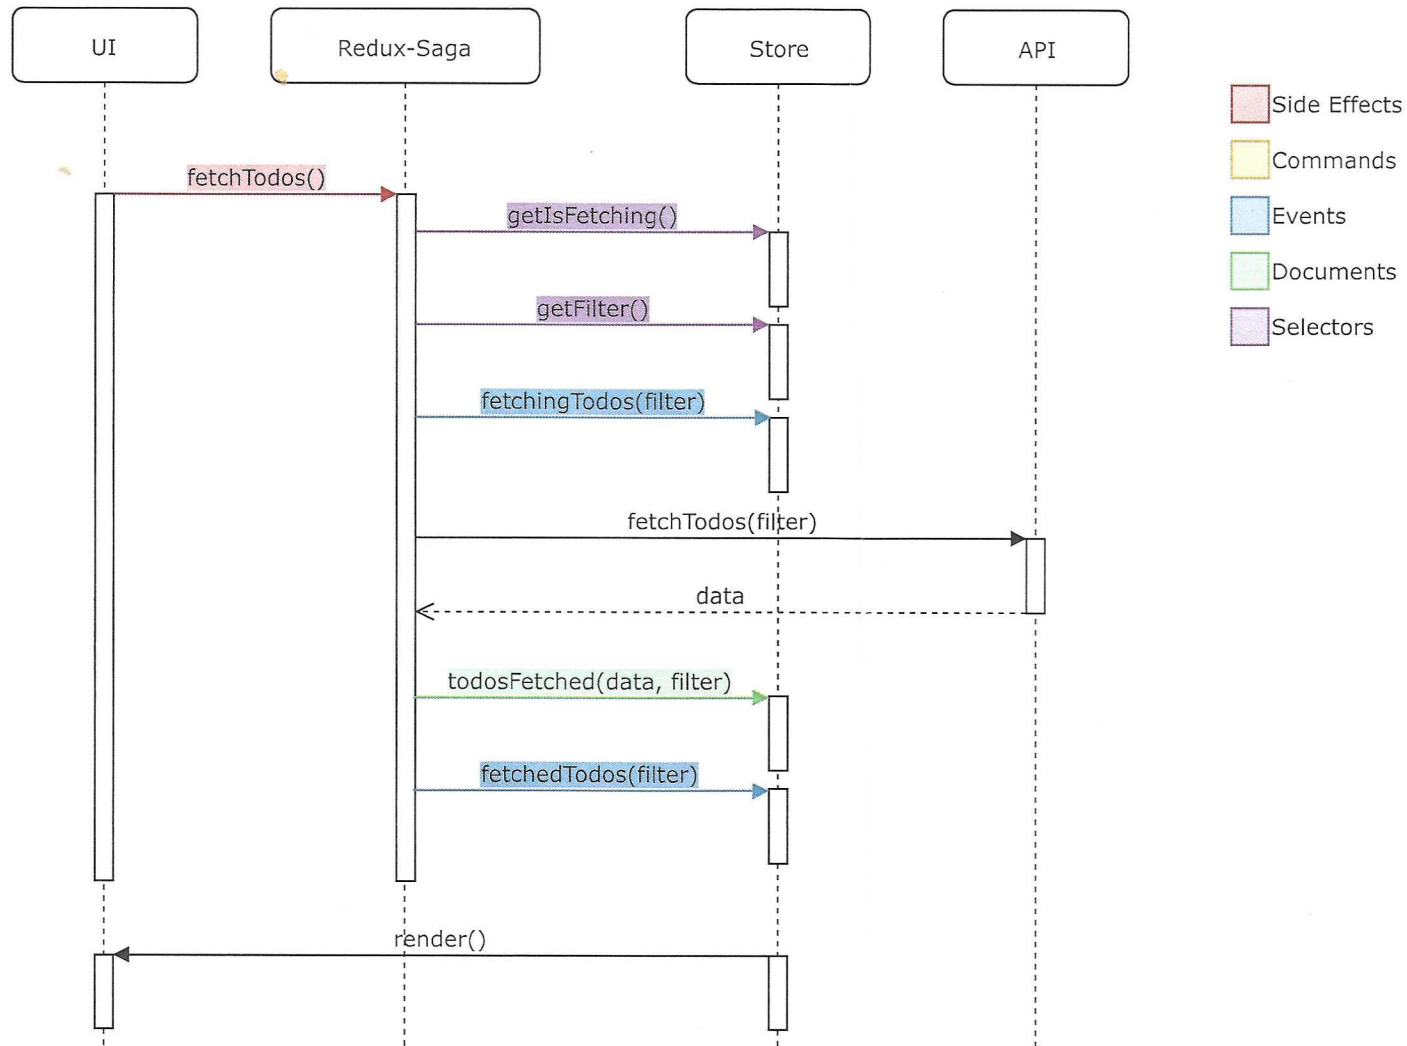 UI
Redux-Saga
Store
API
Side Effects
Commands
Events
Documents
Selectors
fetchTodos()
getIsFetching()
getFilter()
fetchingTodos(filter)
fetchTodos(filter)
data
todosFetched(data, filter)
fetchedTodos(filter)
render()